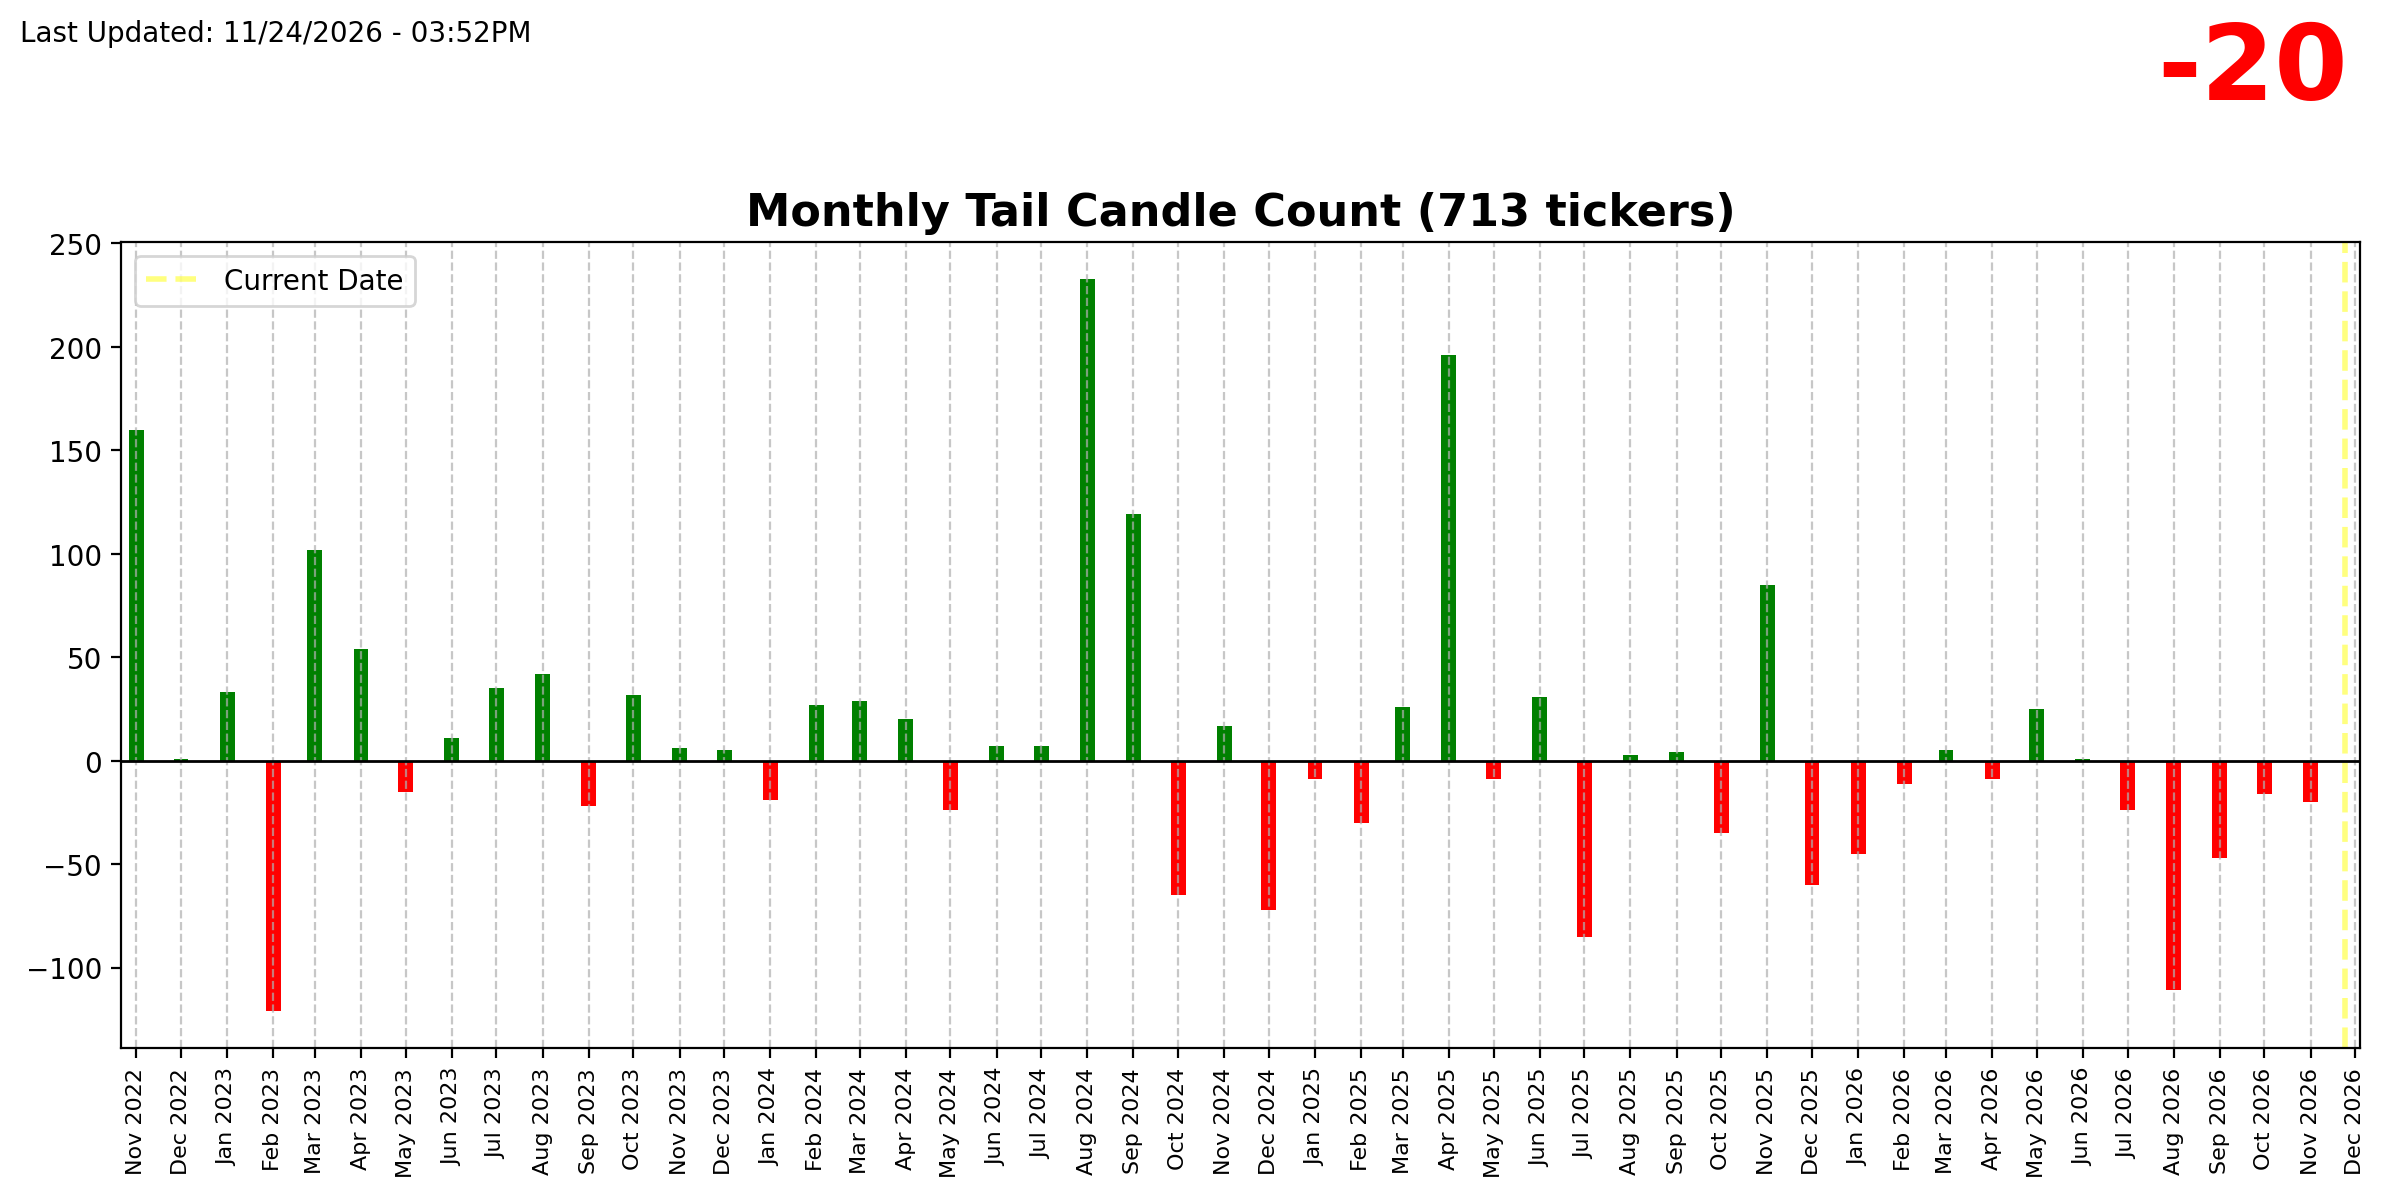 Last Updated: 11/24/2026 - 03:52PM
-20
Monthly Tail Candle Count (713 tickers)
Current Date
250
200
150
100
50
0
−50
−100
Nov 2022
Dec 2022
Jan 2023
Feb 2023
Mar 2023
Apr 2023
May 2023
Jun 2023
Jul 2023
Aug 2023
Sep 2023
Oct 2023
Nov 2023
Dec 2023
Jan 2024
Feb 2024
Mar 2024
Apr 2024
May 2024
Jun 2024
Jul 2024
Aug 2024
Sep 2024
Oct 2024
Nov 2024
Dec 2024
Jan 2025
Feb 2025
Mar 2025
Apr 2025
May 2025
Jun 2025
Jul 2025
Aug 2025
Sep 2025
Oct 2025
Nov 2025
Dec 2025
Jan 2026
Feb 2026
Mar 2026
Apr 2026
May 2026
Jun 2026
Jul 2026
Aug 2026
Sep 2026
Oct 2026
Nov 2026
Dec 2026